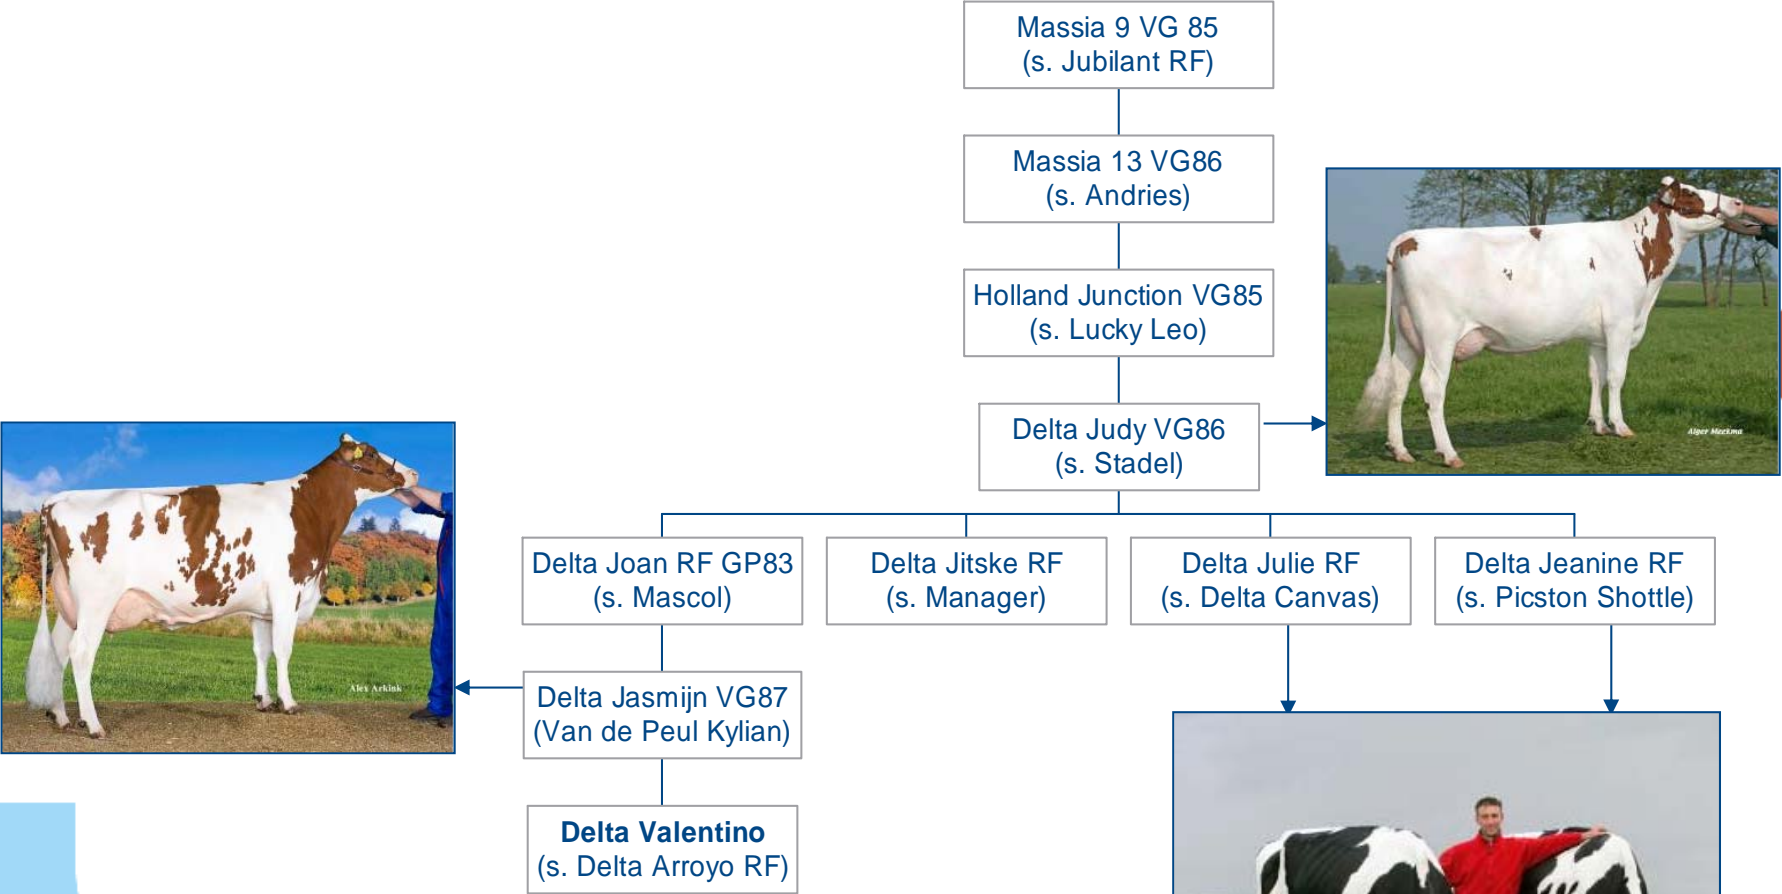 Massia 9 VG 85
(s. Jubilant RF)
Massia 13 VG86
(s. Andries)
Holland Junction VG85
(s. Lucky Leo)
Delta Judy VG86
(s. Stadel)
Alger Meekma
Delta Joan RF GP83
(s. Mascol)
Delta Jitske RF
(s. Manager)
Delta Julie RF
(s. Delta Canvas)
Delta Jeanine RF
(s. Picston Shottle)
Alex Arkink
Delta Jasmijn VG87
(Van de Peul Kylian)
Delta Valentino
(s. Delta Arroyo RF)